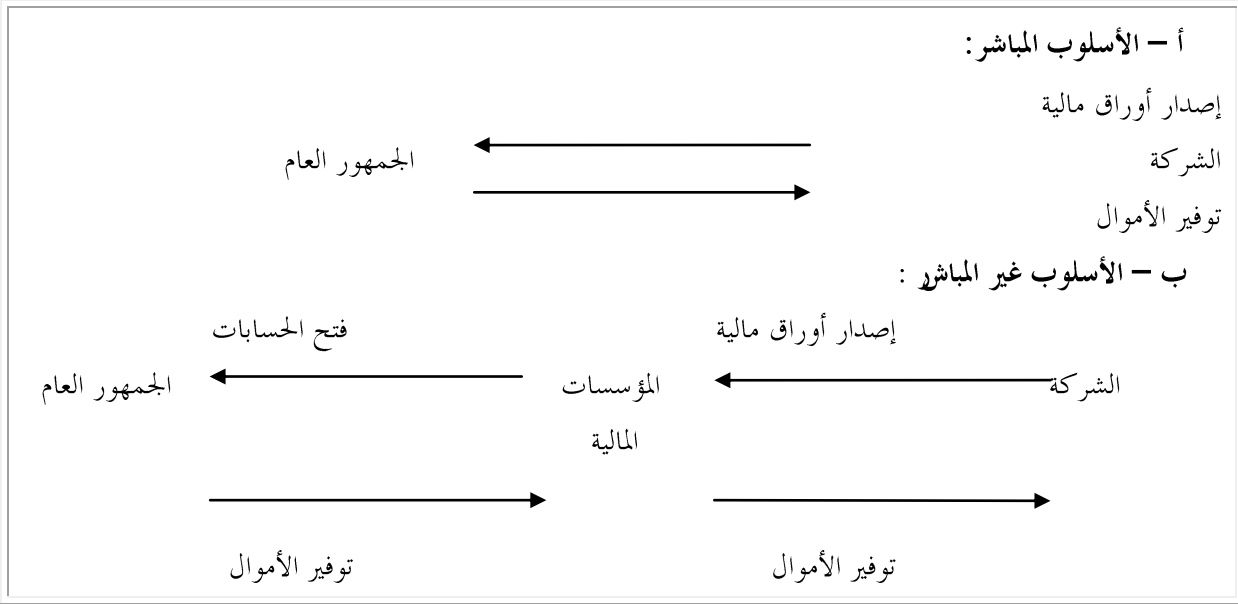 أ – الأسلوب المباشر:
إصدار أوراق مالية
الشركة الجمهور العام
توفير الأموال
ب – الأسلوب غير المباشر :
إصدار أوراق مالية فتح الحسابات
الشركة المؤسسات الجمهور العام
المالية
توفير الأموال توفير الأموال